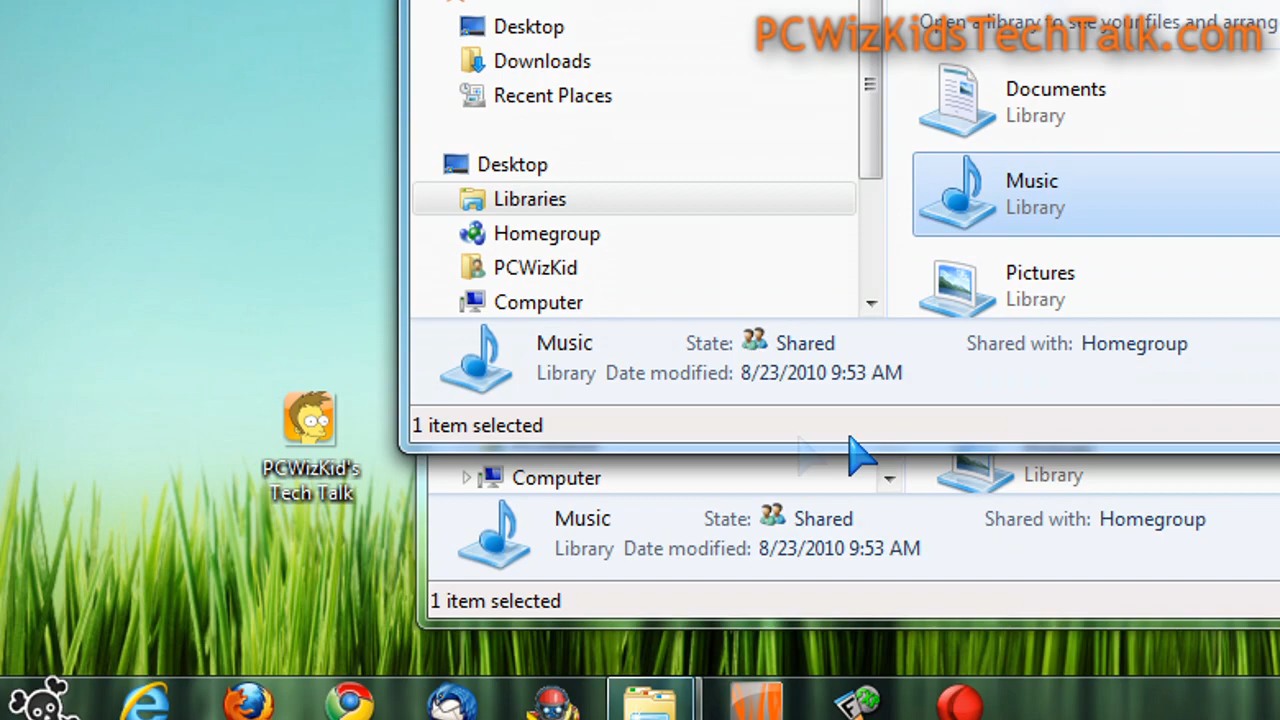 Open a library to see your files and arrang
PCWizKidsTechTalk.com
Desktop
Downloads
Recent Places
Desktop
Libraries
Homegroup
PCWizKid
Computer
Documents
Library
Music
Library
Pictures
Library
Music State: Shared Shared with: Homegroup
Library Date modified: 8/23/2010 9:53 AM
1 item selected
Computer
Library
Music State: Shared Shared with: Homegroup
Library Date modified: 8/23/2010 9:53 AM
1 item selected
PCWizKid's
Tech Talk